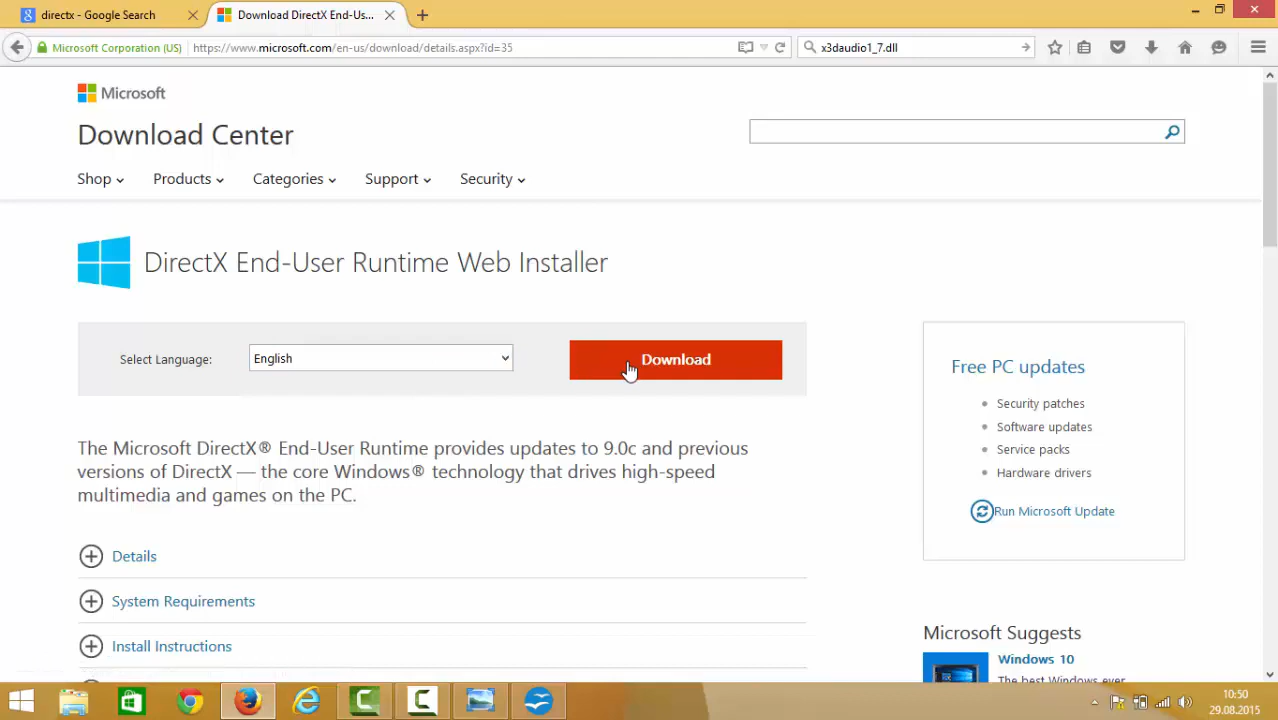 directx - Google Search
Download DirectX End-Us...
Microsoft Corporation (US)
https://www.microsoft.com/en-us/download/details.aspx?id=35
x3daudio1_7.dll
Microsoft
Download Center
Shop
Products
Categories
Support
Security
DirectX End-User Runtime Web Installer
Select Language:
English
Download
The Microsoft DirectX® End-User Runtime provides updates to 9.0c and previous
versions of DirectX — the core Windows® technology that drives high-speed
multimedia and games on the PC.
Details
System Requirements
Install Instructions
Free PC updates
Security patches
Software updates
Service packs
Hardware drivers
Run Microsoft Update
Microsoft Suggests
Windows 10
The best Windows ever
10:50
29.08.2015